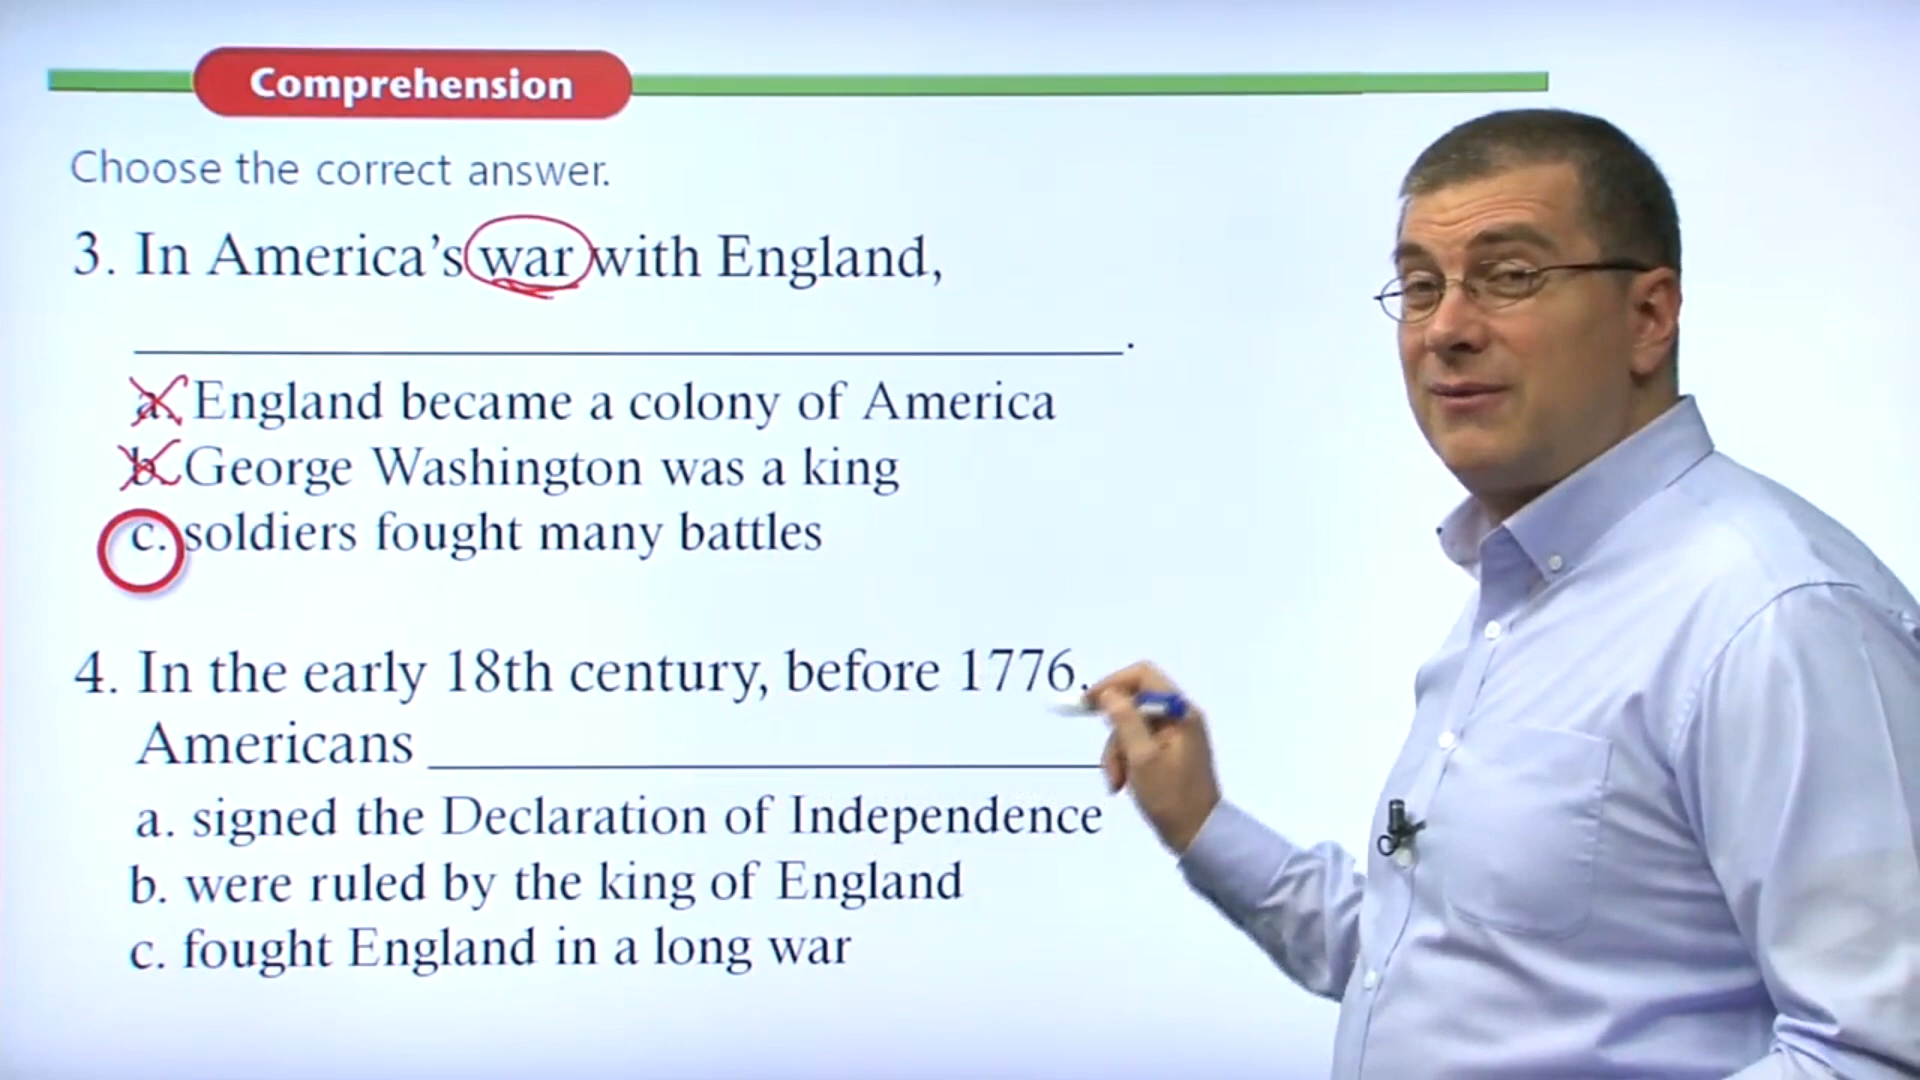 Comprehension
Choose the correct answer.
3. In America’s war with England,
____________________.
a. England became a colony of America
b. George Washington was a king
c. soldiers fought many battles
4. In the early 18th century, before 1776,
Americans ____________________
a. signed the Declaration of Independence
b. were ruled by the king of England
c. fought England in a long war